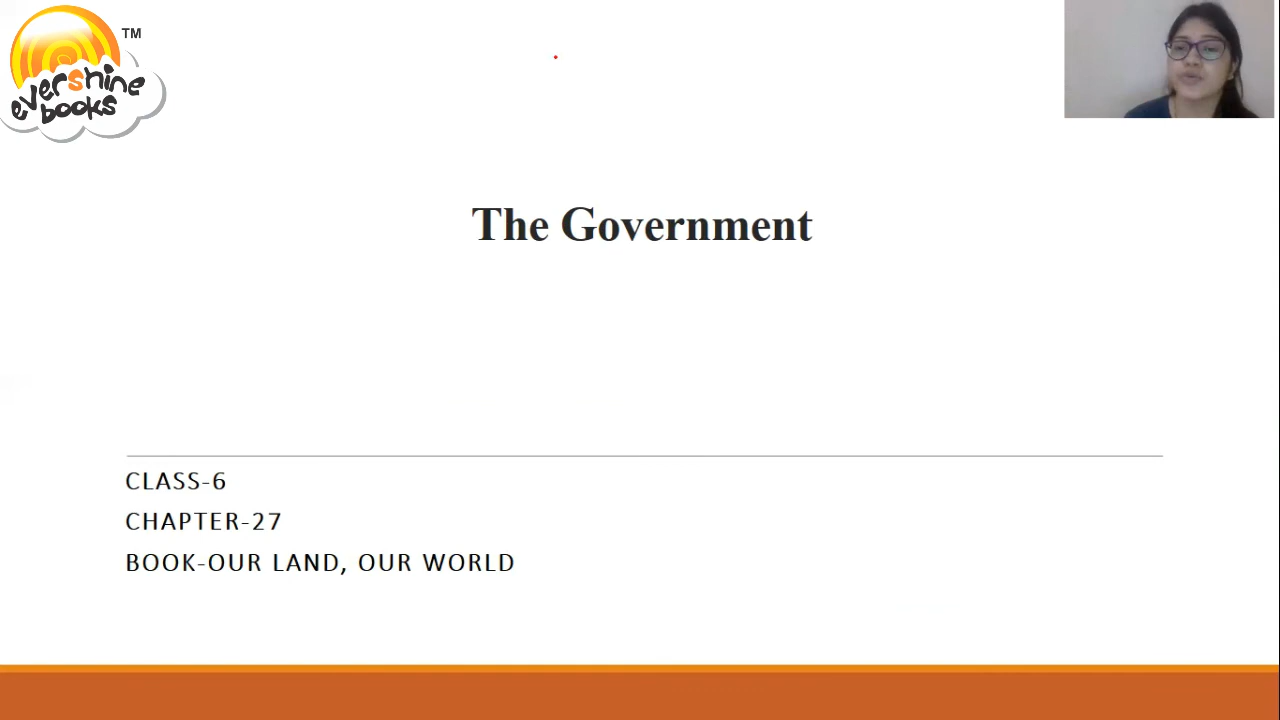 TM
evershine
books
The Government
CLASS-6
CHAPTER-27
BOOK-OUR LAND, OUR WORLD